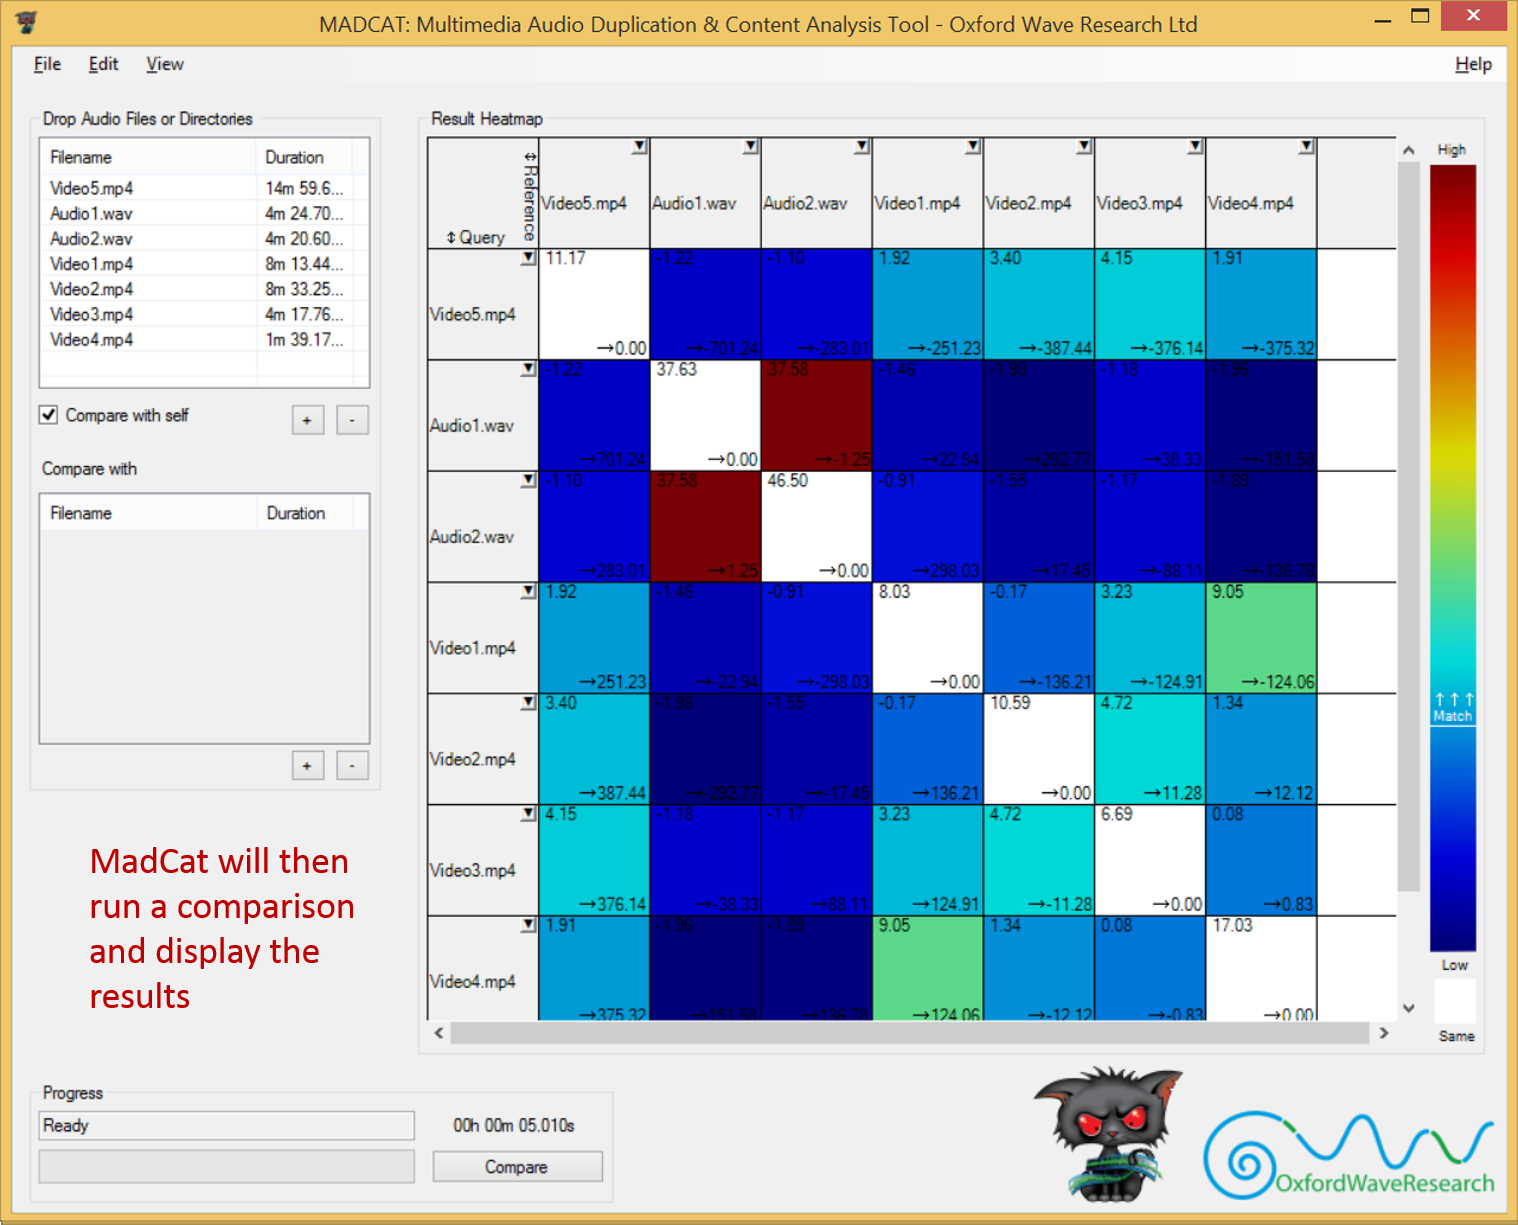 MADCAT: Multimedia Audio Duplication & Content Analysis Tool - Oxford Wave Research Ltd
File Edit View Help
Drop Audio Files or Directories
Filename Duration
Video5.mp4 14m 59.6...
Audio1.wav 4m 24.70...
Audio2.wav 4m 20.60...
Video1.mp4 8m 13.44...
Video2.mp4 8m 33.25...
Video3.mp4 4m 17.76...
Video4.mp4 1m 39.17...
Compare with self
+ -
Compare with
Filename Duration
+ -
MadCat will then
run a comparison
and display the
results
Result Heatmap
↔Reference
↕Query
Video5.mp4 Audio1.wav Audio2.wav Video1.mp4 Video2.mp4 Video3.mp4 Video4.mp4
11.17 -1.22 -1.10 1.92 3.40 4.15 1.91
Video5.mp4
→0.00 →-701.24 →-283.01 →-251.23 →-387.44 →-376.14 →-375.32
-1.22 37.63 37.58 -1.46 -1.98 -1.18 -1.96
Audio1.wav
→701.24 →0.00 →-1.25 →22.94 →292.77 →38.33 →-151.58
-1.10 37.58 46.50 -0.91 -1.55 -1.17 -1.89
Audio2.wav
→283.01 →1.25 →0.00 →298.03 →17.45 →-88.11 →-136.78
1.92 -1.46 -0.91 8.03 -0.17 3.23 9.05
Video1.mp4
→251.23 →-22.94 →-298.03 →0.00 →-136.21 →-124.91 →-124.06
3.40 -1.98 -1.55 -0.17 10.59 4.72 1.34
Video2.mp4
→387.44 →-292.77 →-17.45 →136.21 →0.00 →11.28 →12.12
4.15 -1.18 -1.17 3.23 4.72 6.69 0.08
Video3.mp4
→376.14 →-38.33 →88.11 →124.91 →-11.28 →0.00 →0.83
1.91 -1.96 -1.89 9.05 1.34 0.08 17.03
Video4.mp4
→375.32 →151.58 →136.78 →124.06 →-12.12 →-0.83 →0.00
High
↑↑↑
Match
Low
Same
Progress
Ready 00h 00m 05.010s
Compare
OxfordWaveResearch